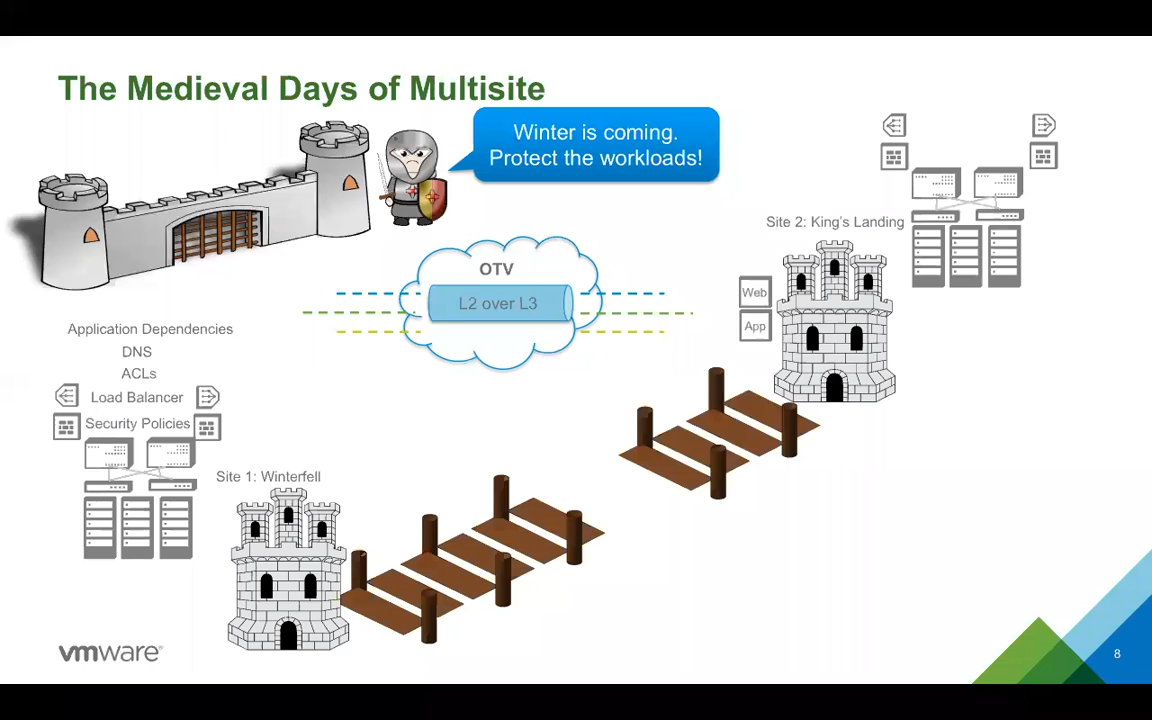 The Medieval Days of Multisite
Winter is coming.
Protect the workloads!
Site 2: King's Landing
OTV
L2 over L3
Web
App
Application Dependencies
DNS
ACLs
Load Balancer
Security Policies
Site 1: Winterfell
vmware®
8